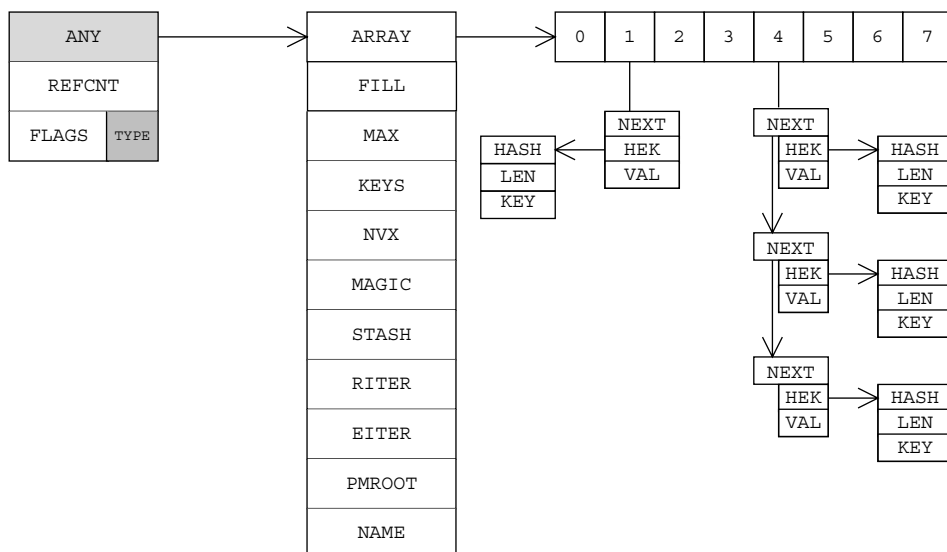 ANY
REFCNT
FLAGS TYPE
ARRAY
FILL
MAX
KEYS
NVX
MAGIC
STASH
RITER
EITER
PMROOT
NAME
0 1 2 3 4 5 6 7
NEXT
HEK
VAL
HASH
LEN
KEY
NEXT
HEK
VAL
HASH
LEN
KEY
NEXT
HEK
VAL
HASH
LEN
KEY
NEXT
HEK
VAL
HASH
LEN
KEY